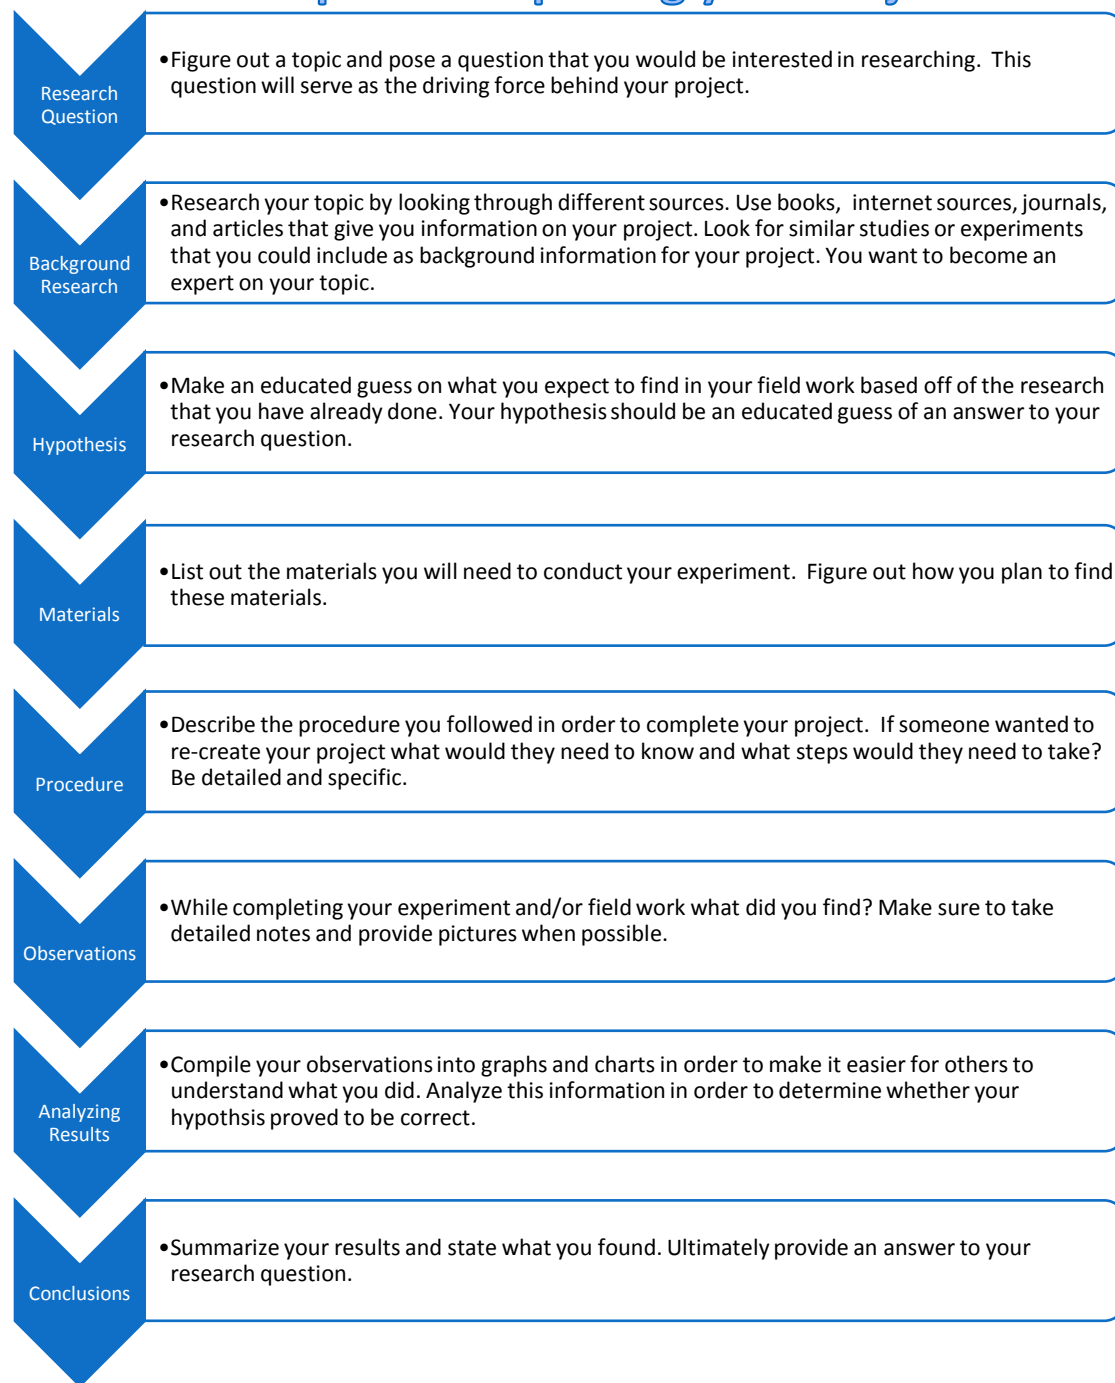 Research
Question
•Figure out a topic and pose a question that you would be interested in researching.  This
question will serve as the driving force behind your project.
Background
Research
•Research your topic by looking through different sources. Use books,  internet sources, journals,
and articles that give you information on your project. Look for similar studies or experiments
that you could include as background information for your project. You want to become an
expert on your topic.
Hypothesis
•Make an educated guess on what you expect to find in your field work based off of the research
that you have already done. Your hypothesis should be an educated guess of an answer to your
research question.
Materials
•List out the materials you will need to conduct your experiment.  Figure out how you plan to find
these materials.
Procedure
•Describe the procedure you followed in order to complete your project.  If someone wanted to
re-create your project what would they need to know and what steps would they need to take?
Be detailed and specific.
Observations
•While completing your experiment and/or field work what did you find? Make sure to take
detailed notes and provide pictures when possible.
Analyzing
Results
•Compile your observations into graphs and charts in order to make it easier for others to
understand what you did. Analyze this information in order to determine whether your
hypothsis proved to be correct.
Conclusions
•Summarize your results and state what you found. Ultimately provide an answer to your
research question.